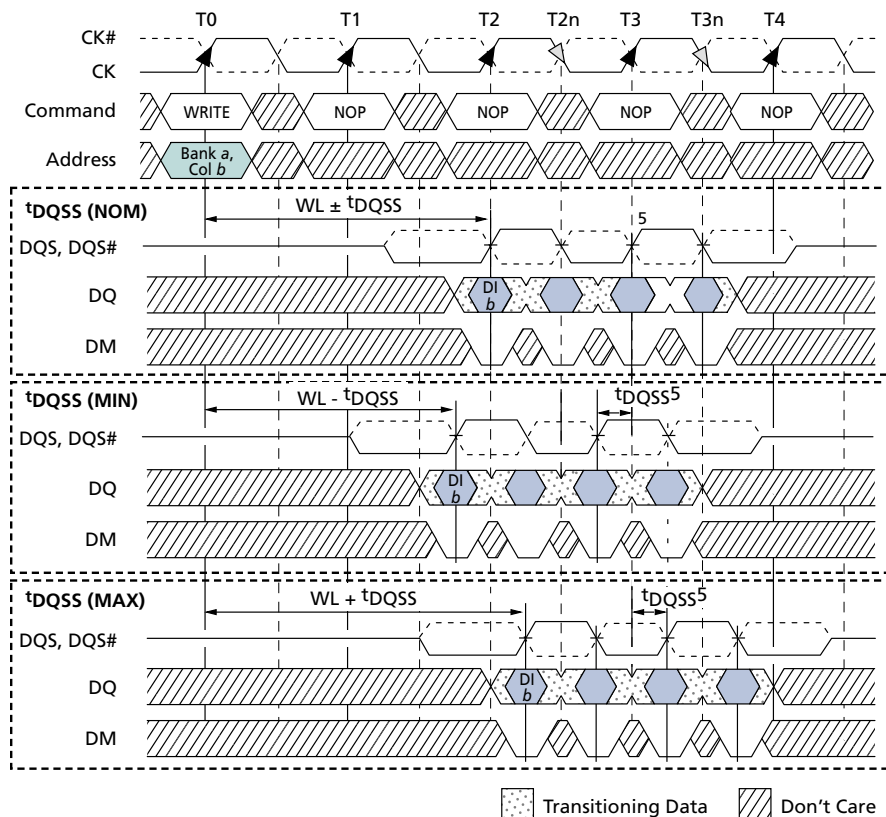 T0 T1 T2 T2n T3 T3n T4
CK#
CK
Command WRITE NOP NOP NOP NOP
Address Bank a,
Col b
tDQSS (NOM) WL ± tDQSS 5
DQS, DQS#
DQ DI
b
DM
tDQSS (MIN) WL - tDQSS tDQSS5
DQS, DQS#
DQ DI
b
DM
tDQSS (MAX) WL + tDQSS tDQSS5
DQS, DQS#
DQ DI
b
DM
Transitioning Data Don't Care